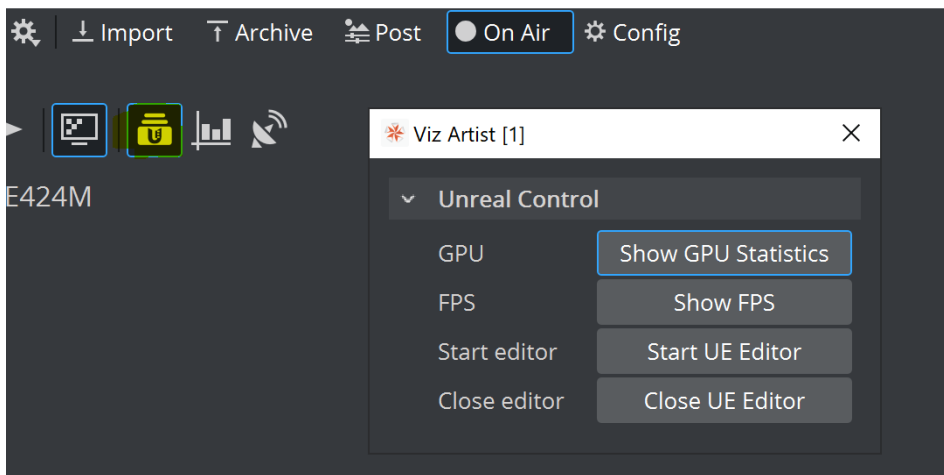 Import Archive Post On Air Config
E424M
Viz Artist [1]
Unreal Control
GPU Show GPU Statistics
FPS Show FPS
Start editor Start UE Editor
Close editor Close UE Editor